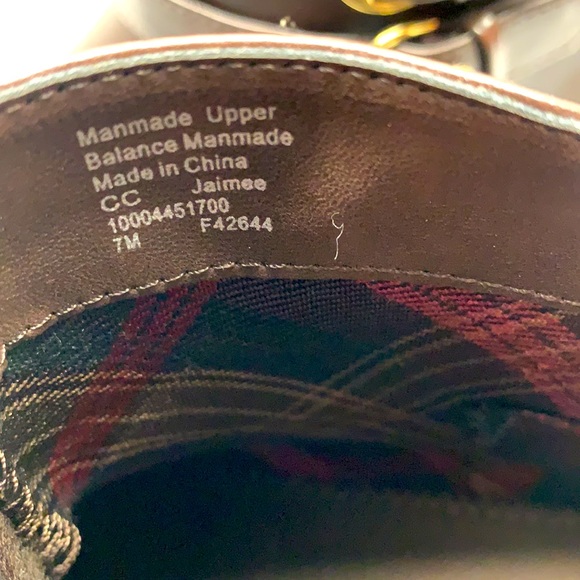 Manmade Upper
Balance Manmade
Made in China
CC Jaimee
10004451700
7M F42644